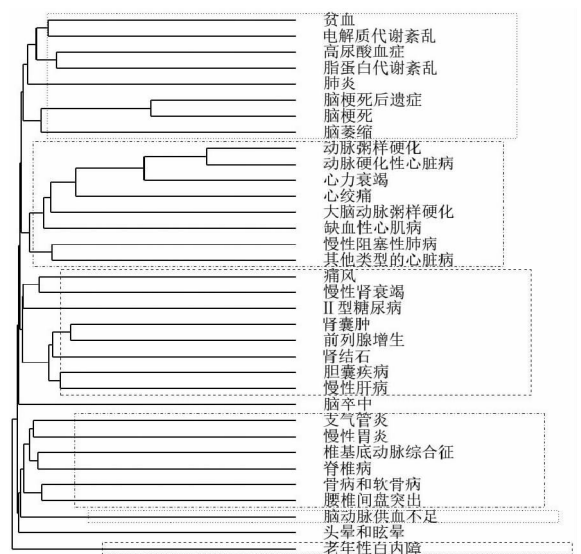 贫血
电解质代谢紊乱
高尿酸血症
脂蛋白代谢紊乱
肺炎
脑梗死后遗症
脑梗死
脑萎缩
动脉粥样硬化
动脉硬化性心脏病
心力衰竭
心绞痛
大脑动脉粥样硬化
缺血性心肌病
慢性阻塞性肺病
其他类型的心脏病
痛风
慢性肾衰竭
II型糖尿病
肾囊肿
前列腺增生
肾结石
胆囊疾病
慢性肝病
脑卒中
支气管炎
慢性胃炎
椎基底动脉综合征
脊椎病
骨病和软骨病
腰椎间盘突出
脑动脉供血不足
头晕和眩晕
老年性白内障